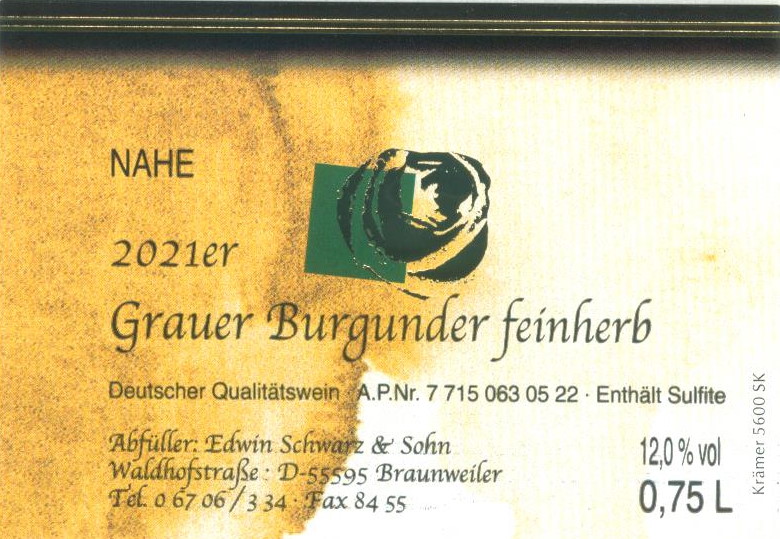 NAHE
2021er
Grauer Burgunder feinherb
Deutscher Qualitätswein · A.P.Nr. 7 715 063 05 22 · Enthält Sulfite
Abfüller: Edwin Schwarz & Sohn
Waldhofstraße : D-55595 Braunweiler
Tel. 0 67 06 / 3 34 · Fax 84 55
12,0 % vol
0,75 L
Krämer 5600 SK